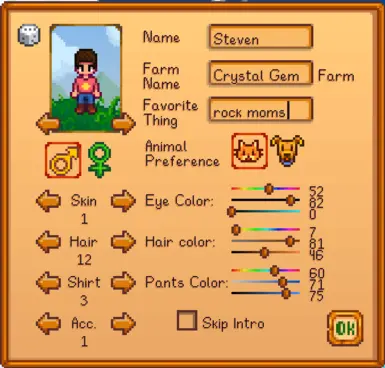 Name Steven
Farm Name Crystal Gem Farm
Favorite Thing rock moms
Animal Preference
Skin 1
Eye Color: 52 82 0
Hair 12
Hair color: 7 81 46
Shirt 3
Pants Color: 60 71 75
Acc. 1
Skip Intro
OK